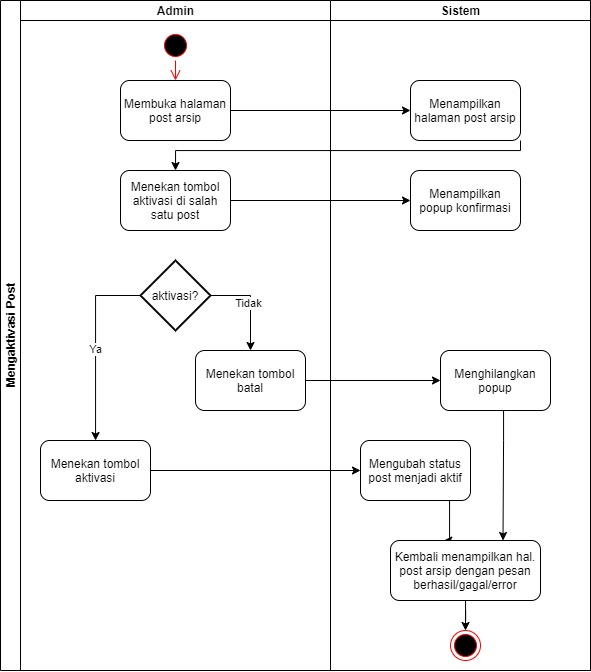 Admin
Sistem
Mengaktivasi Post
Membuka halaman
post arsip
Menampilkan
halaman post arsip
Menekan tombol
aktivasi di salah
satu post
Menampilkan
popup konfirmasi
aktivasi?
Tidak
Ya
Menekan tombol
batal
Menghilangkan
popup
Menekan tombol
aktivasi
Mengubah status
post menjadi aktif
Kembali menampilkan hal.
post arsip dengan pesan
berhasil/gagal/error